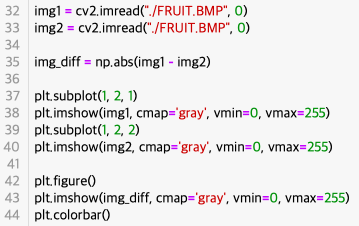 32 img1 = cv2.imread("./FRUIT.BMP", 0)
33 img2 = cv2.imread("./FRUIT.BMP", 0)
34
35 img_diff = np.abs(img1 - img2)
36
37 plt.subplot(1, 2, 1)
38 plt.imshow(img1, cmap='gray', vmin=0, vmax=255)
39 plt.subplot(1, 2, 2)
40 plt.imshow(img2, cmap='gray', vmin=0, vmax=255)
41
42 plt.figure()
43 plt.imshow(img_diff, cmap='gray', vmin=0, vmax=255)
44 plt.colorbar()